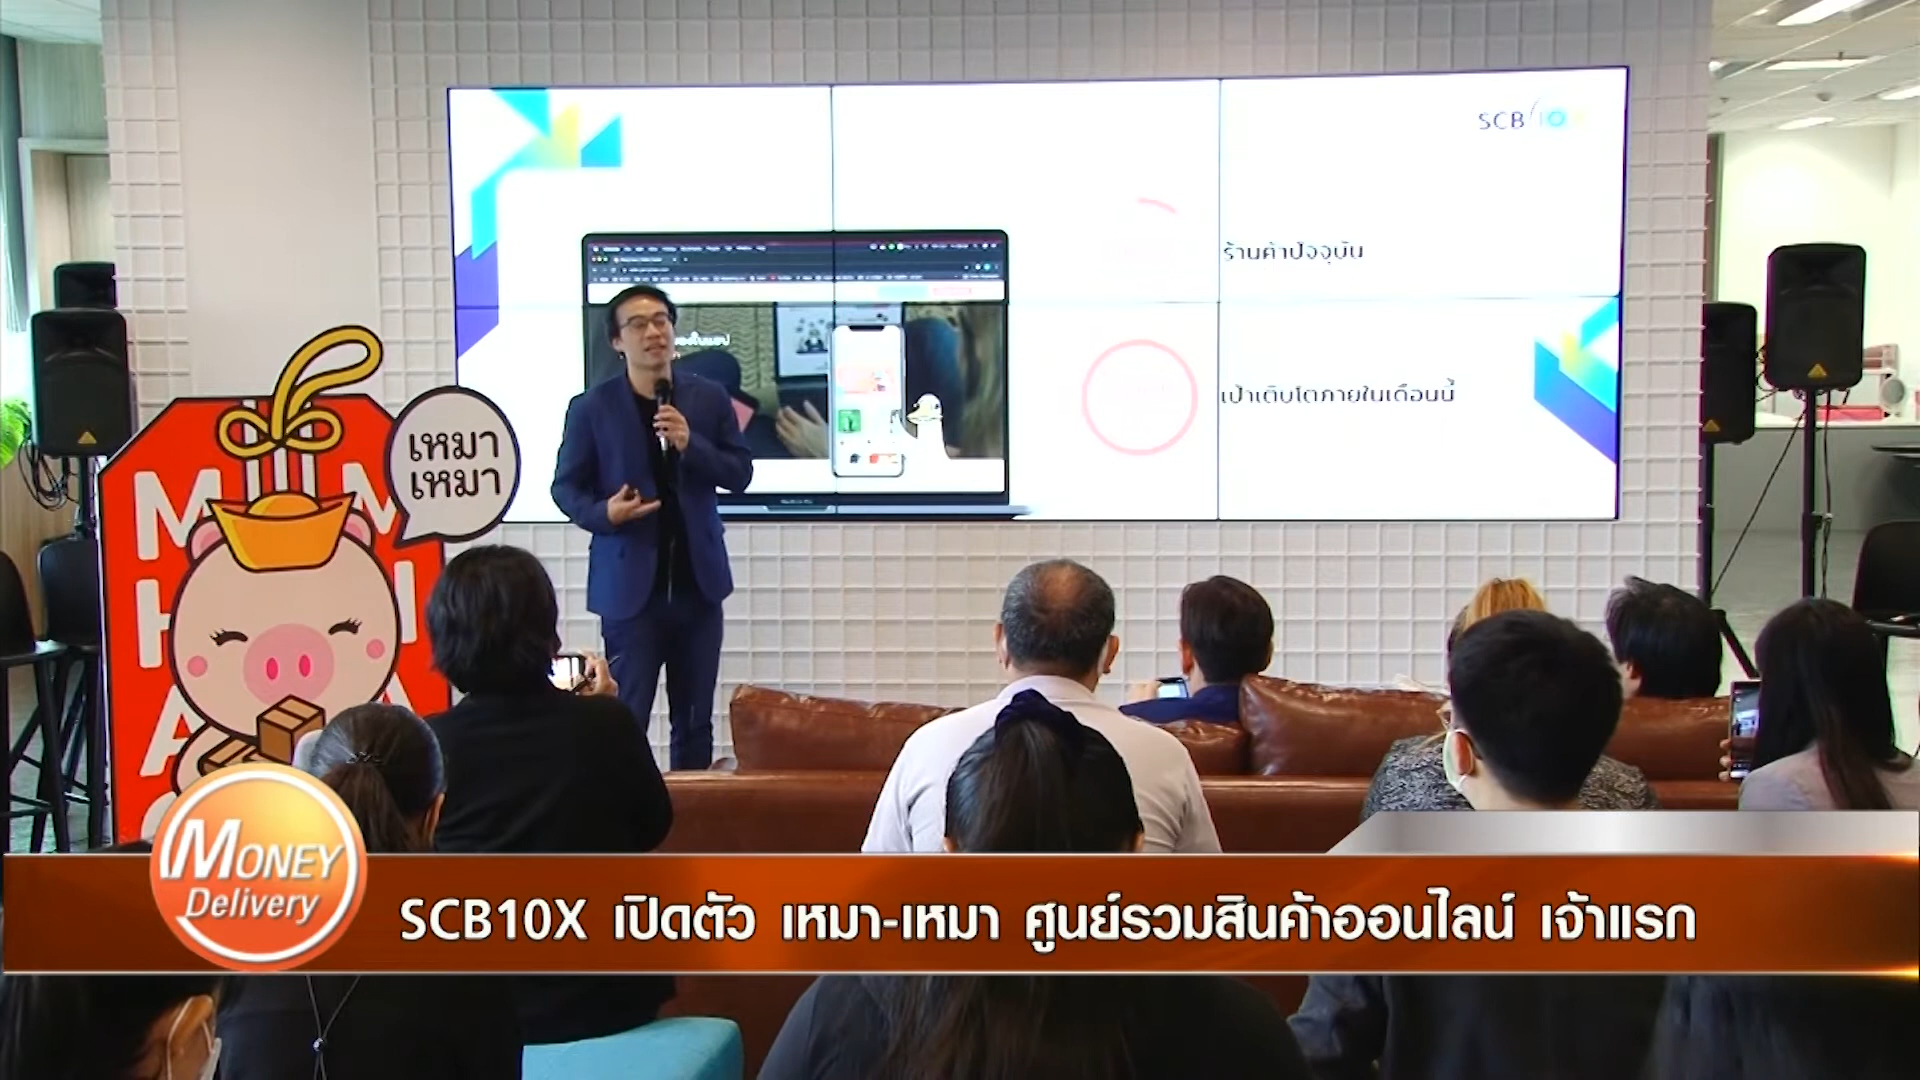 SCB 10X
ร้านค้าปัจจุบัน
เป้าเติบโตภายในเดือนนี้
เหมา
เหมา
MONEY
Delivery
SCB10X เปิดตัว เหมา-เหมา ศูนย์รวมสินค้าออนไลน์ เจ้าแรก